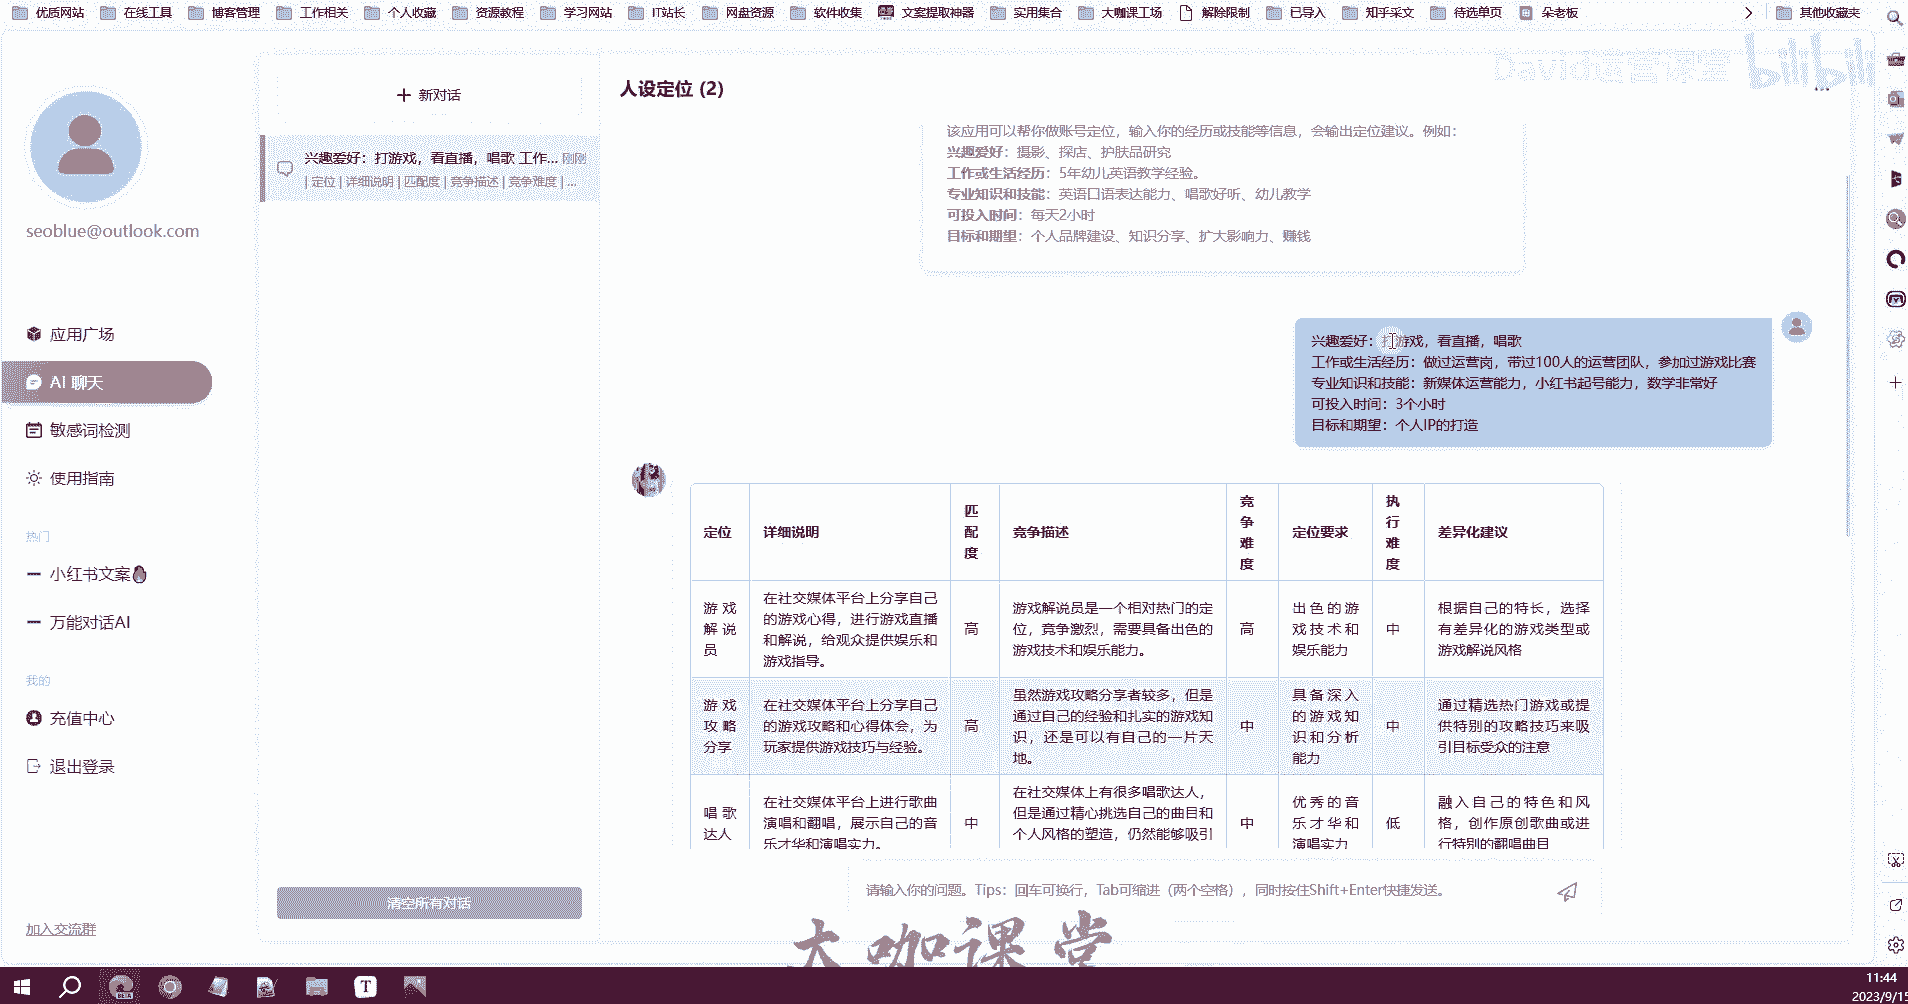 优质网站 在线工具 博客管理 工作相关 个人收藏 资源教程 学习网站 IT站长 网盘资源 软件收集 文案提取神器 实用集合 大咖课工场 解除限制 已导入 知乎采文 待选单页 朵老板 其他收藏夹
David运营课堂 bilibili
seoblue@outlook.com
应用广场
AI 聊天
敏感词检测
使用指南
热门
小红书文案
万能对话AI
我的
充值中心
退出登录
加入交流群
新对话
兴趣爱好：打游戏，看直播，唱歌 工作... 刚刚
| 定位 | 详细说明 | 匹配度 | 竞争描述 | 竞争难度 | ...
清空所有对话
人设定位 (2)
该应用可以帮你做账号定位，输入你的经历或技能等信息，会输出定位建议。例如：
兴趣爱好：摄影、探店、护肤品研究
工作或生活经历：5年幼儿英语教学经验。
专业知识和技能：英语口语表达能力、唱歌好听、幼儿教学
可投入时间：每天2小时
目标和期望：个人品牌建设、知识分享、扩大影响力、赚钱
兴趣爱好：打游戏，看直播，唱歌
工作或生活经历：做过运营岗，带过100人的运营团队，参加过游戏比赛
专业知识和技能：新媒体运营能力，小红书起号能力，数学非常好
可投入时间：3个小时
目标和期望：个人IP的打造
定位 详细说明 匹配度 竞争描述 竞争难度 定位要求 执行难度 差异化建议
游戏解说员 在社交媒体平台上分享自己的游戏心得，进行游戏直播和解说，给观众提供娱乐和游戏指导。 高 游戏解说员是一个相对热门的定位，竞争激烈，需要具备出色的游戏技术和娱乐能力。 高 出色的游戏技术和娱乐能力 中 根据自己的特长，选择有差异化的游戏类型或游戏解说风格
游戏攻略分享 在社交媒体平台上分享自己的游戏攻略和心得体会，为玩家提供游戏技巧与经验。 高 虽然游戏攻略分享者较多，但是通过自己的经验和扎实的游戏知识，还是可以有自己的一片天地。 中 具备深入的游戏知识和分析能力 中 通过精选热门游戏或提供特别的攻略技巧来吸引目标受众的注意
唱歌达人 在社交媒体平台上进行歌曲演唱和翻唱，展示自己的音乐才华和演唱实力。 中 在社交媒体上有很多唱歌达人，但是通过精心挑选自己的曲目和个人风格的塑造，仍然能够吸引 中 优秀的音乐才华和演唱实力 低 融入自己的特色和风格，创作原创歌曲或进行特别的翻唱曲目
请输入你的问题。Tips：回车可换行，Tab可缩进（两个空格），同时按住Shift+Enter快捷发送。
大咖课堂
BETA
T
11:44
2023/9/15